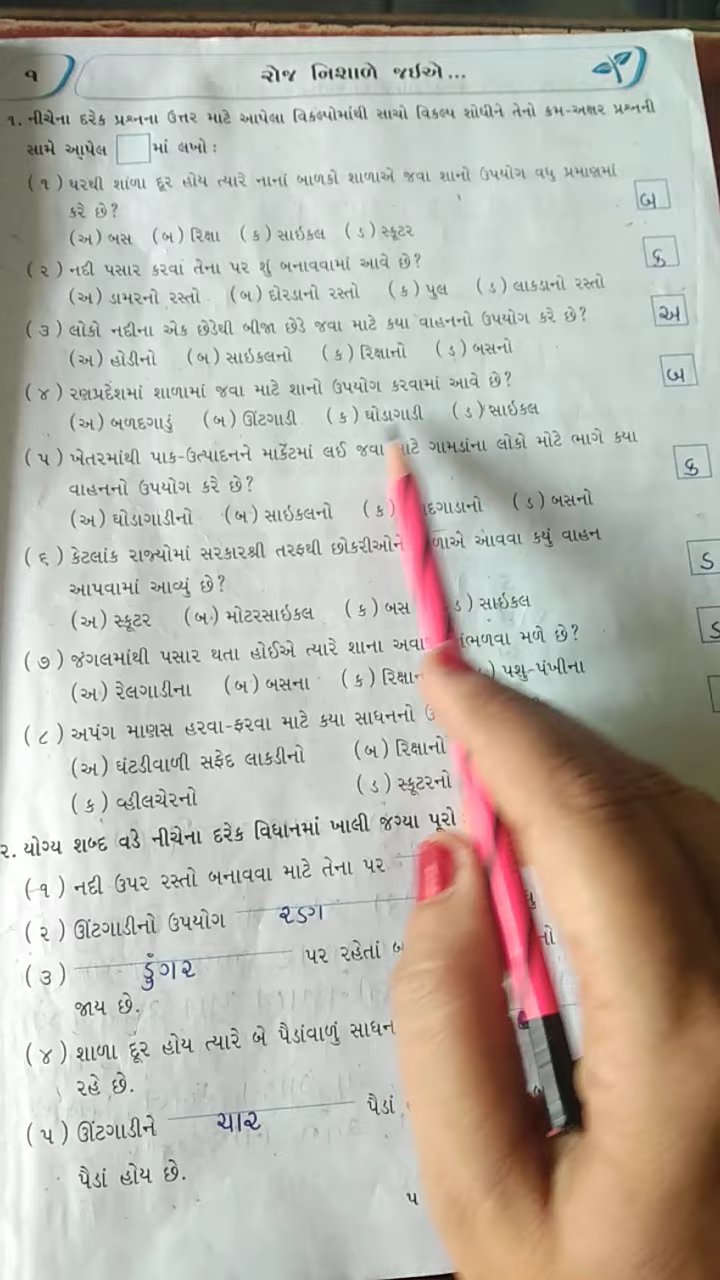 ૧ રોજ નિશાળે જઈએ...
૧. નીચેના દરેક પ્રશ્નના ઉત્તર માટે આપેલા વિકલ્પોમાંથી સાચો વિકલ્પ શોધીને તેનો ક્રમ-અક્ષર પ્રશ્નની
સામે આપેલ માં લખો :
(૧) ઘરથી શાળા દૂર હોય ત્યારે નાનાં બાળકો શાળાએ જવા શાનો ઉપયોગ વધુ પ્રમાણમાં
કરે છે? બ
(અ) બસ (બ) રિક્ષા (ક) સાઇકલ (ડ) સ્કૂટર
(૨) નદી પસાર કરવા તેના પર શું બનાવવામાં આવે છે? ક
(અ) ડામરનો રસ્તો (બ) દોરડાનો રસ્તો (ક) પુલ (ડ) લાકડાનો રસ્તો
(૩) લોકો નદીના એક છેડેથી બીજા છેડે જવા માટે કયા વાહનનો ઉપયોગ કરે છે? અ
(અ) હોડીનો (બ) સાઇકલનો (ક) રિક્ષાનો (ડ) બસનો
(૪) રણપ્રદેશમાં શાળામાં જવા માટે શાનો ઉપયોગ કરવામાં આવે છે? બ
(અ) બળદગાડું (બ) ઊંટગાડી (ક) ઘોડાગાડી (ડ) સાઇકલ
(૫) ખેતરમાંથી પાક-ઉત્પાદનને માર્કેટમાં લઈ જવા માટે ગામડાંના લોકો મોટે ભાગે કયા
વાહનનો ઉપયોગ કરે છે? ક
(અ) ઘોડાગાડીનો (બ) સાઇકલનો (ક) દગાડાનો (ડ) બસનો
(૬) કેટલાંક રાજ્યોમાં સરકારશ્રી તરફથી છોકરીઓને ળાએ આવવા કયું વાહન
આપવામાં આવ્યું છે? ડ
(અ) સ્કૂટર (બ) મોટરસાઇકલ (ક) બસ ડ) સાઇકલ
(૭) જંગલમાંથી પસાર થતા હોઈએ ત્યારે શાના અવા ંભળવા મળે છે? ડ
(અ) રેલગાડીના (બ) બસના (ક) રિક્ષા ) પશુ-પંખીના
(૮) અપંગ માણસ હરવા-ફરવા માટે કયા સાધનનો
(અ) ઘંટડીવાળી સફેદ લાકડીનો (બ) રિક્ષાનો
(ક) વ્હીલચેરનો (ડ) સ્કૂટરનો
૨. યોગ્ય શબ્દ વડે નીચેના દરેક વિધાનમાં ખાલી જગ્યા પૂરો :
(૧) નદી ઉપર રસ્તો બનાવવા માટે તેના પર
(૨) ઊંટગાડીનો ઉપયોગ રડગ
(૩) ડુંગર પર રહેતાં બ નો
જાય છે.
(૪) શાળા દૂર હોય ત્યારે બે પૈડાંવાળું સાધન
રહે છે.
(૫) ઊંટગાડીને ચાર પૈડાં
પૈડાં હોય છે.
૫